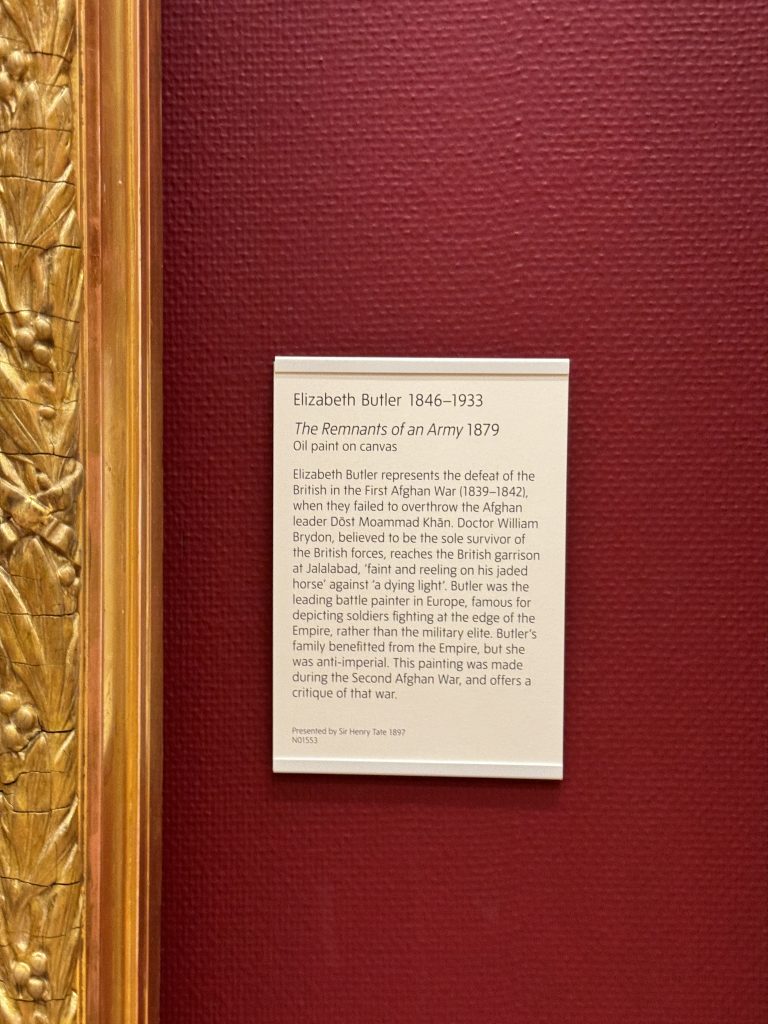 Elizabeth Butler 1846–1933
The Remnants of an Army 1879
Oil paint on canvas
Elizabeth Butler represents the defeat of the
British in the First Afghan War (1839–1842),
when they failed to overthrow the Afghan
leader Dōst Moammad Khān. Doctor William
Brydon, believed to be the sole survivor of
the British forces, reaches the British garrison
at Jalalabad, ‘faint and reeling on his jaded
horse’ against ‘a dying light’. Butler was the
leading battle painter in Europe, famous for
depicting soldiers fighting at the edge of the
Empire, rather than the military elite. Butler’s
family benefitted from the Empire, but she
was anti-imperial. This painting was made
during the Second Afghan War, and offers a
critique of that war.
Presented by Sir Henry Tate 1897
N01553